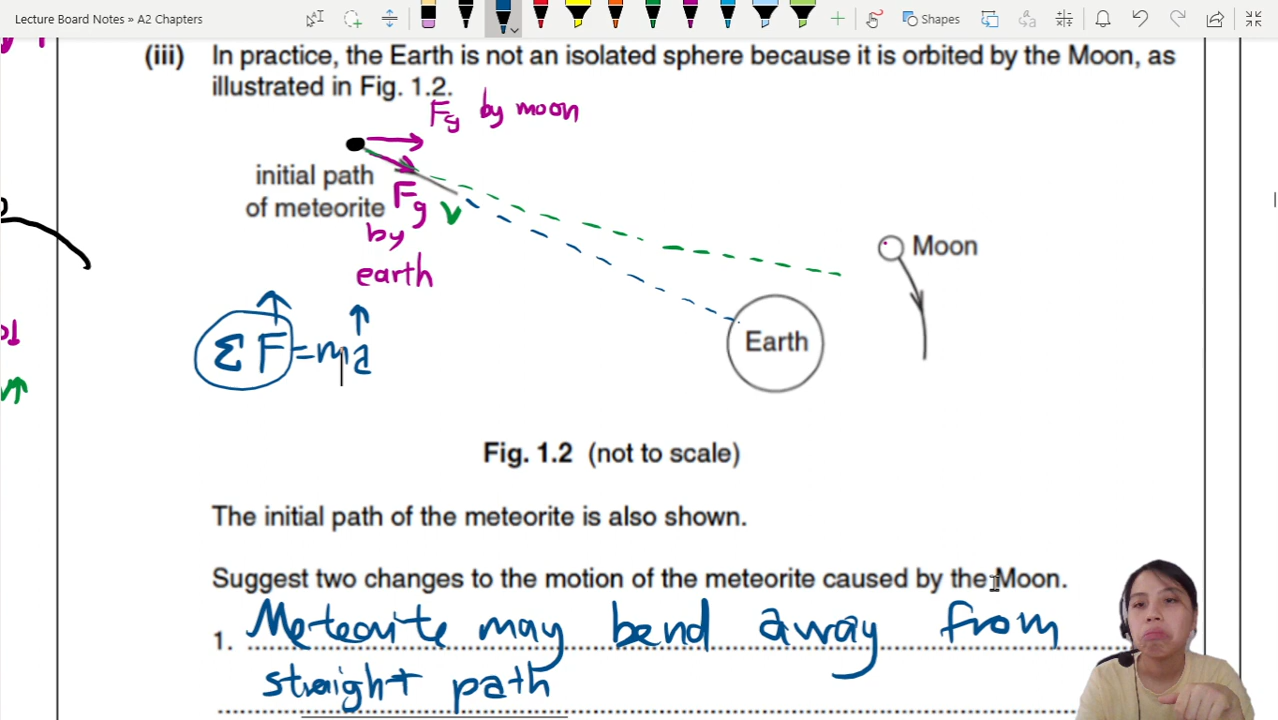 Lecture Board Notes » A2 Chapters
Shapes
(iii) In practice, the Earth is not an isolated sphere because it is orbited by the Moon, as
illustrated in Fig. 1.2.
Fg by moon
initial path
of meteorite
Fg
by
earth
v
Moon
Earth
ΣF=ma
Fig. 1.2 (not to scale)
The initial path of the meteorite is also shown.
Suggest two changes to the motion of the meteorite caused by the Moon.
1. Meteorite may bend away from
straight path